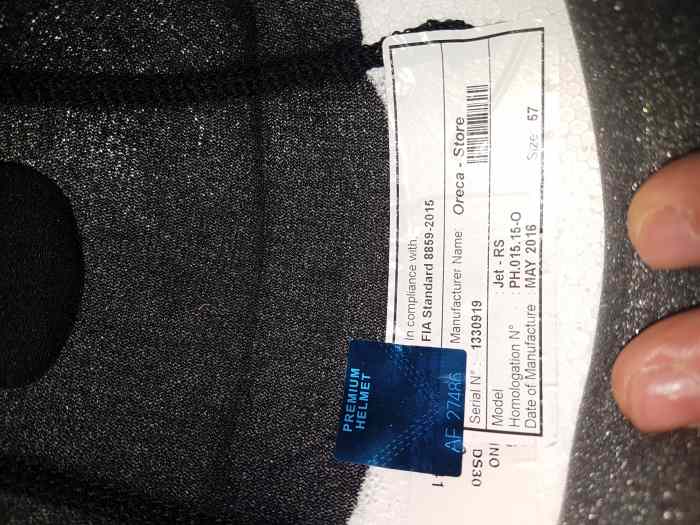 In compliance with
FIA Standard 8859-2015
Manufacturer Name Oreca - Store
Serial N° : 1330919
Model : Jet - RS
Homologation N° : PH.015.15-O
Date of Manufacture : MAY 2016 Size : 57
PREMIUM
HELMET
AF 27486
DS30